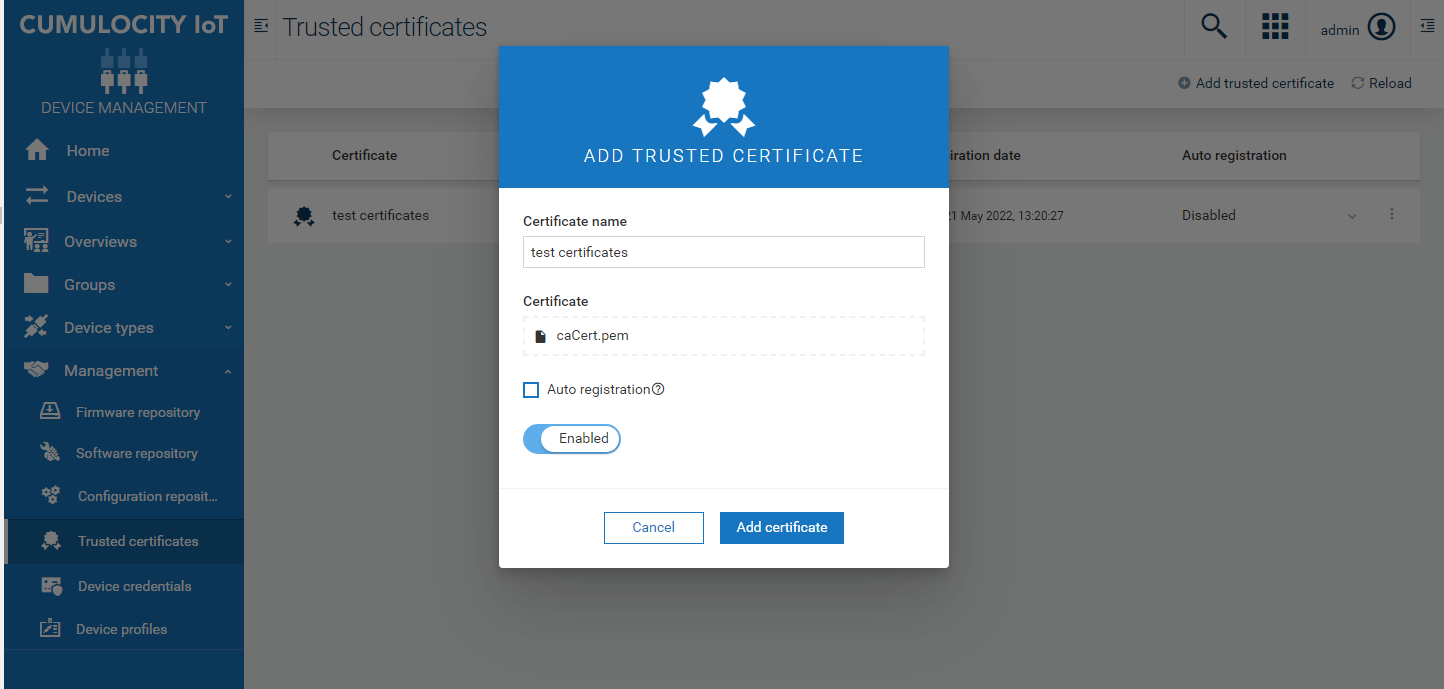 CUMULOCITY IoT
DEVICE MANAGEMENT
Home
Devices
Overviews
Groups
Device types
Management
Firmware repository
Software repository
Configuration reposit...
Trusted certificates
Device credentials
Device profiles
Trusted certificates
admin
Add trusted certificate
Reload
Certificate
iration date
Auto registration
test certificates
21 May 2022, 13:20:27
Disabled
ADD TRUSTED CERTIFICATE
Certificate name
test certificates
Certificate
caCert.pem
Auto registration
Enabled
Cancel
Add certificate